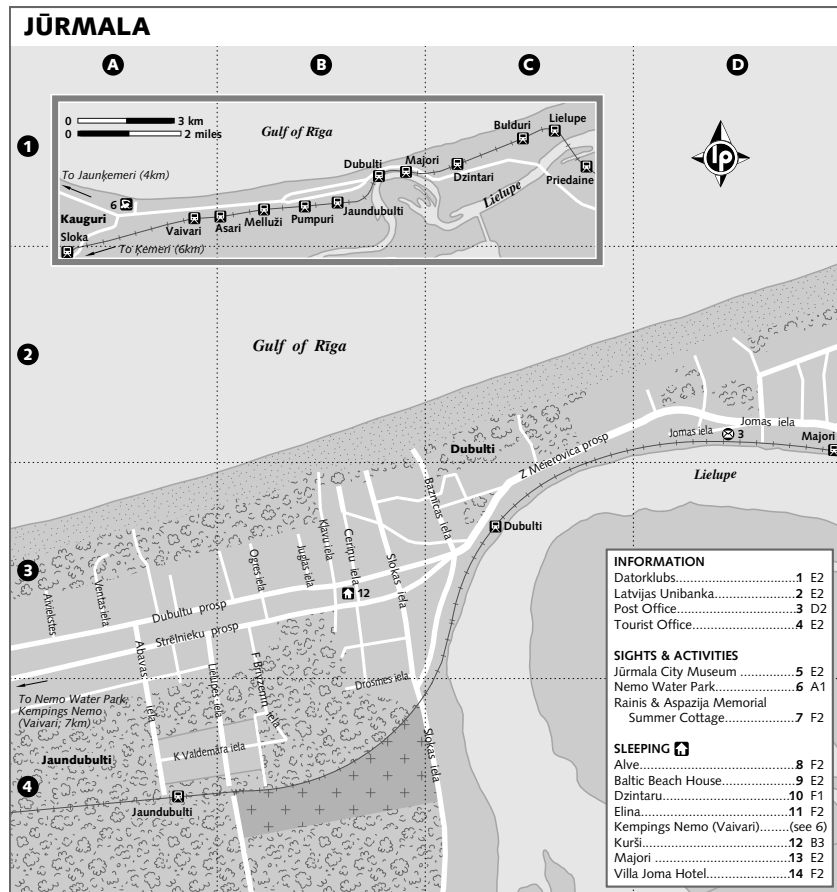 JŪRMALA
A
B
C
D
1
0 3 km
0 2 miles
Gulf of Rīga
Bulduri
Lielupe
Dubulti
Majori
Dzintari
Priedaine
To Jaunķemeri (4km)
6
Kauguri
Sloka
Vaivari
Asari
Melluži
Pumpuri
Jaundubulti
Lielupe
To Ķemeri (6km)
lp
2
Gulf of Rīga
Jomas iela
Jomas iela
3
Majori
Dubulti
Z Meierovica prosp
Lielupe
Baznīcas iela
Dubulti
3
Aiviekstes
Ventas iela
Ogres iela
Juglas iela
Kļavu iela
Ceriņu iela
Slokas iela
12
Dubultu prosp
Strēlnieku prosp
Abavas iela
Lielupes iela
F Brīvzemn. iela
Drosmes iela
To Nemo Water Park;
Kempings Nemo
(Vaivari; 7km)
Jaundubulti
K Valdemāra iela
Slokas iela
4
Jaundubulti
INFORMATION
Datorklubs 1 E2
Latvijas Unibanka 2 E2
Post Office 3 D2
Tourist Office 4 E2
SIGHTS & ACTIVITIES
Jūrmala City Museum 5 E2
Nemo Water Park 6 A1
Rainis & Aspazija Memorial
Summer Cottage 7 F2
SLEEPING
Alve 8 F2
Baltic Beach House 9 E2
Dzintaru 10 F1
Elina 11 F2
Kempings Nemo (Vaivari) (see 6)
Kurši 12 B3
Majori 13 E2
Villa Joma Hotel 14 F2